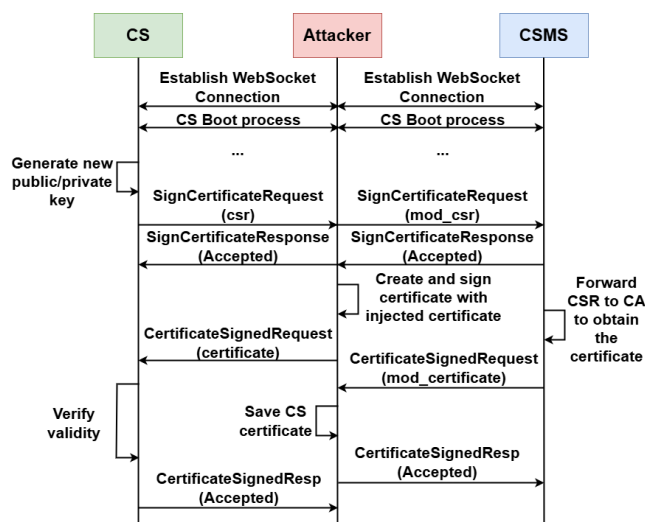 CS
Attacker
CSMS
Establish WebSocket
Connection
Establish WebSocket
Connection
CS Boot process
CS Boot process
...
...
Generate new
public/private
key
SignCertificateRequest
(csr)
SignCertificateRequest
(mod_csr)
SignCertificateResponse
(Accepted)
SignCertificateResponse
(Accepted)
Create and sign
certificate with
injected certificate
Forward
CSR to CA
to obtain
the
certificate
CertificateSignedRequest
(certificate)
CertificateSignedRequest
(mod_certificate)
Verify
validity
Save CS
certificate
CertificateSignedResp
(Accepted)
CertificateSignedResp
(Accepted)